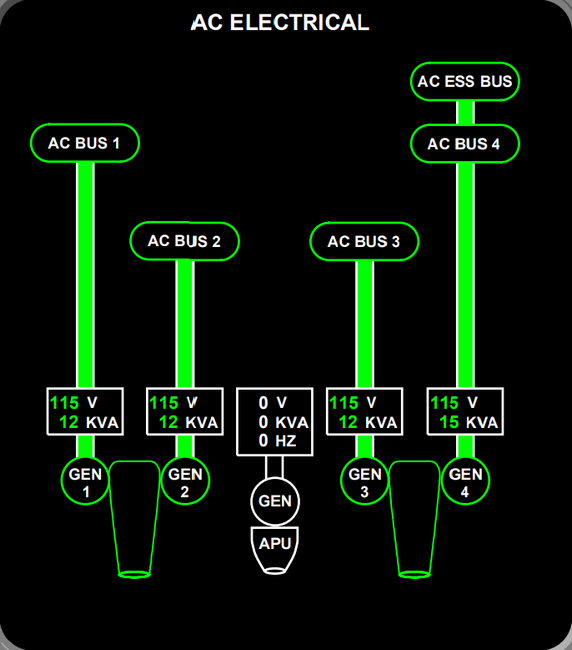 AC ELECTRICAL
AC ESS BUS
AC BUS 1
AC BUS 4
AC BUS 2
AC BUS 3
115 V
12 KVA
115 V
12 KVA
0 V
0 KVA
0 HZ
115 V
12 KVA
115 V
15 KVA
GEN
1
GEN
2
GEN
APU
GEN
3
GEN
4